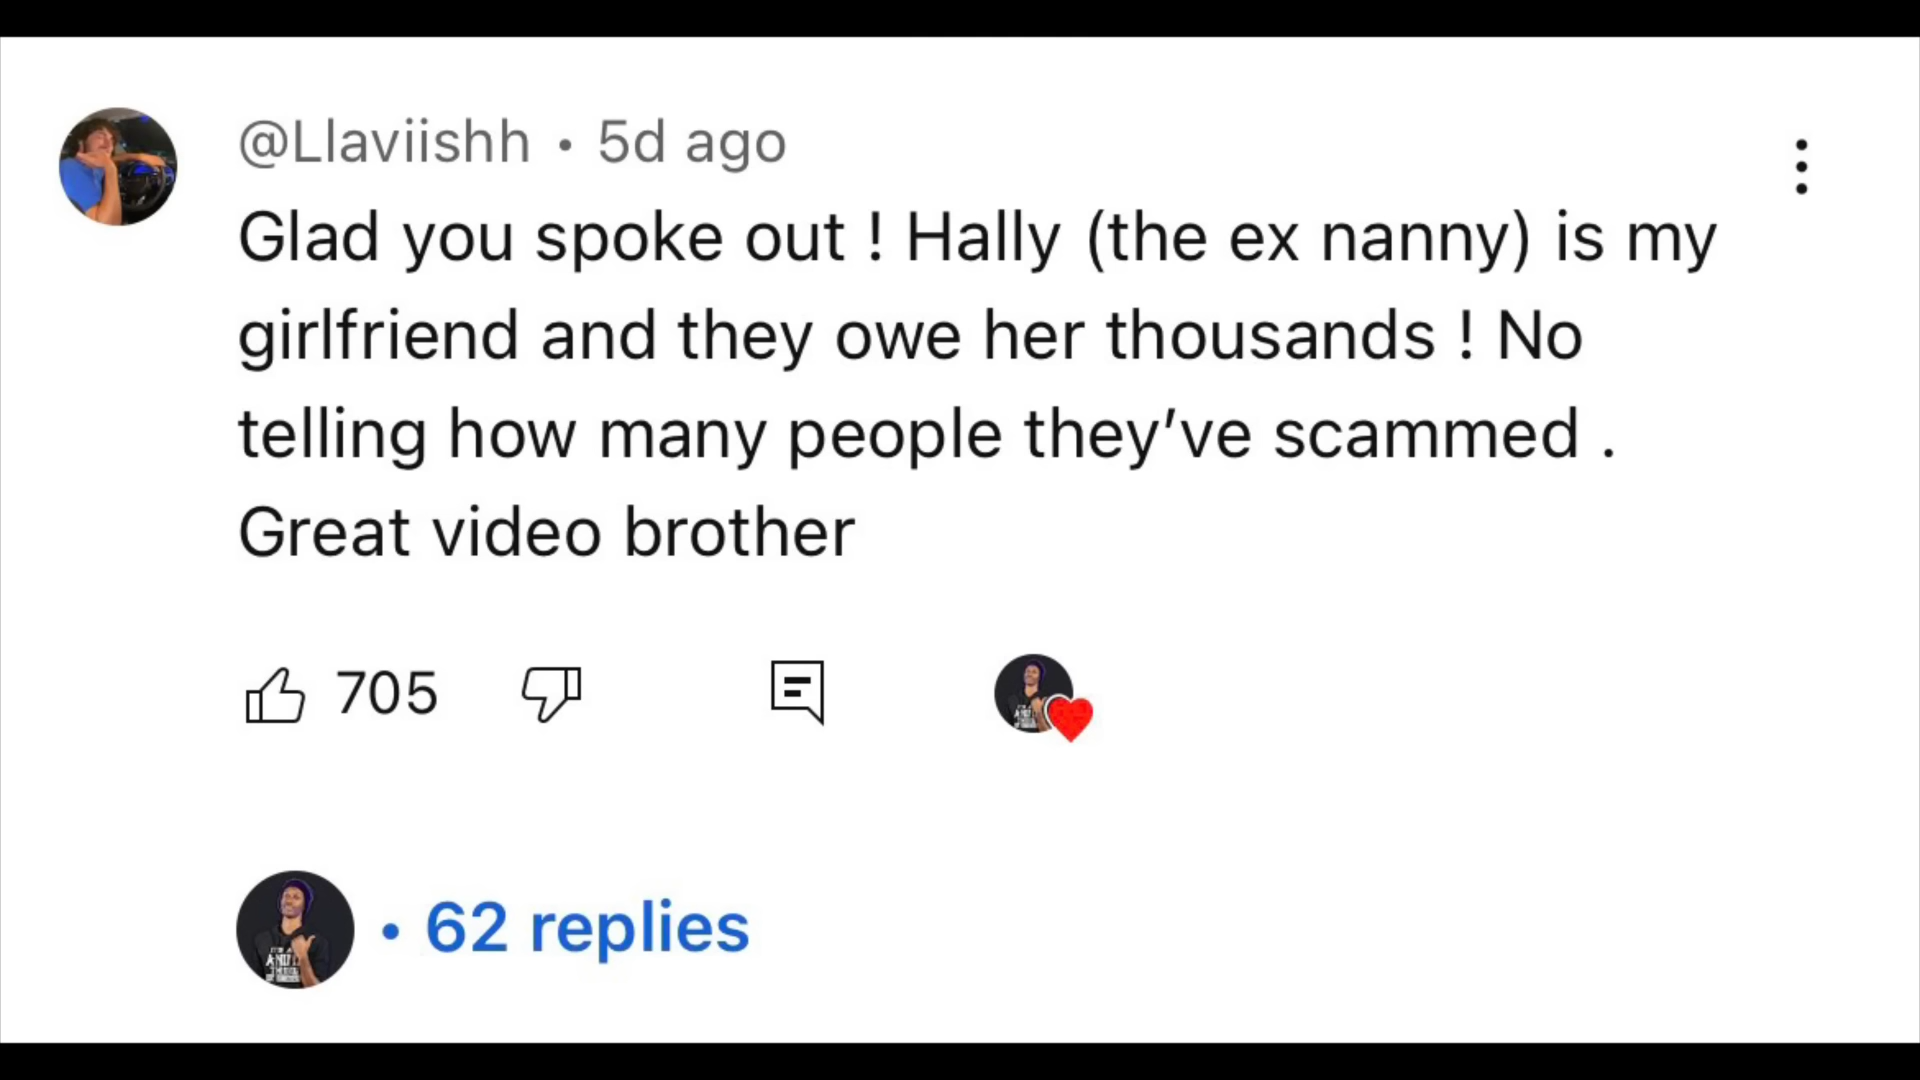 @Llaviishh • 5d ago
Glad you spoke out ! Hally (the ex nanny) is my
girlfriend and they owe her thousands ! No
telling how many people they’ve scammed .
Great video brother
705
• 62 replies